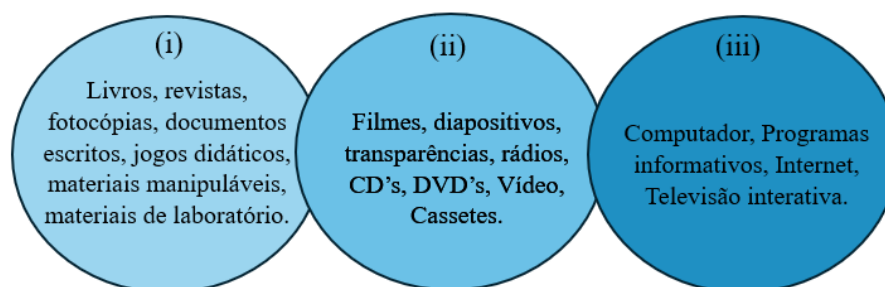 (i)
Livros, revistas,
fotocópias, documentos
escritos, jogos didáticos,
materiais manipuláveis,
materiais de laboratório.
(ii)
Filmes, diapositivos,
transparências, rádios,
CD’s, DVD’s, Vídeo,
Cassetes.
(iii)
Computador, Programas
informativos, Internet,
Televisão interativa.